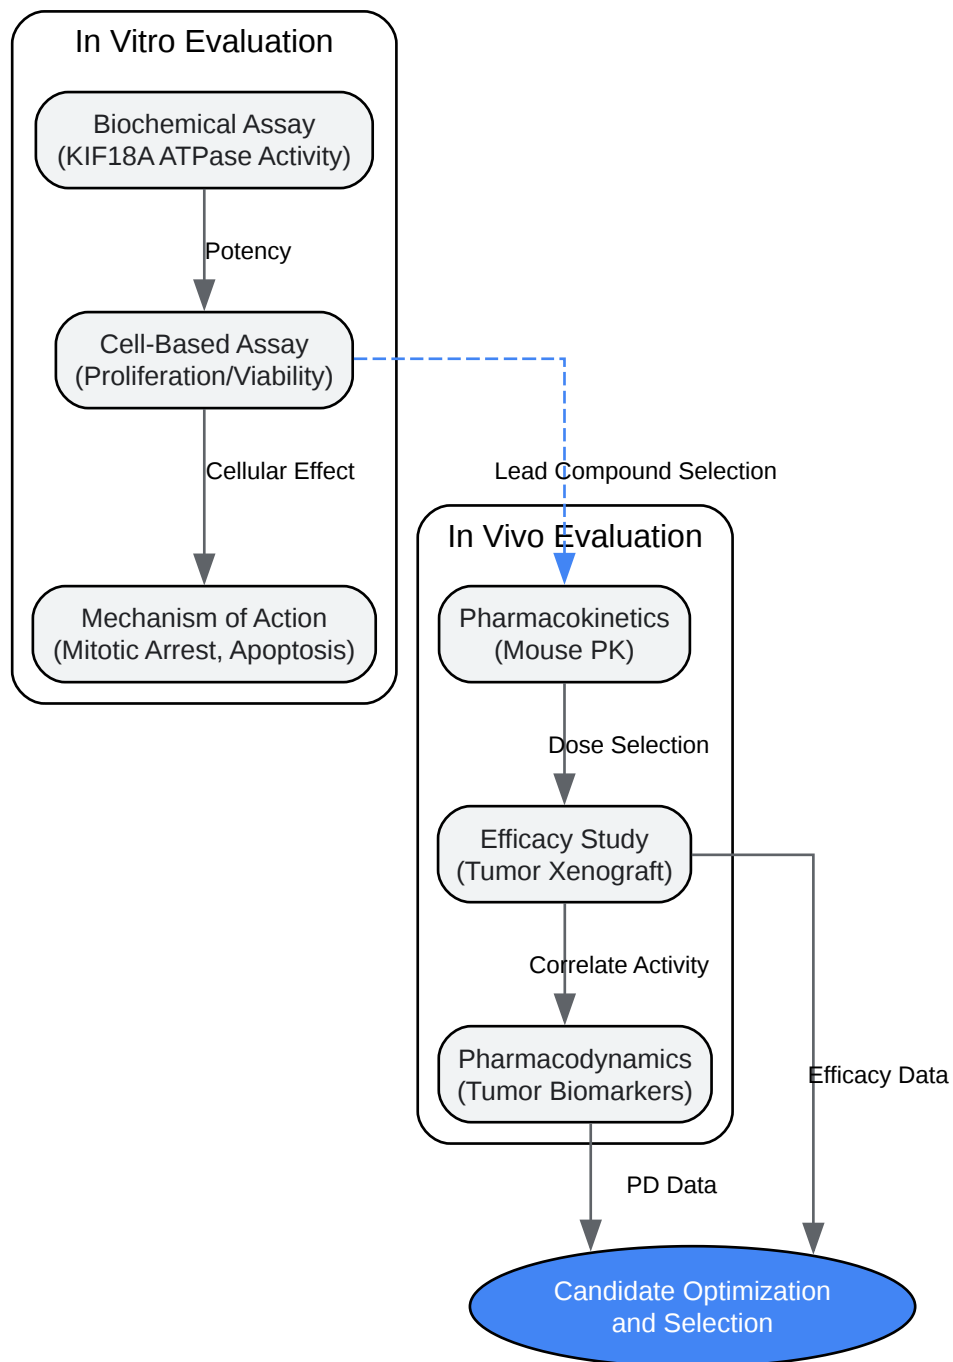 In Vitro Evaluation
Biochemical Assay
(KIF18A ATPase Activity)
Potency
Cell-Based Assay
(Proliferation/Viability)
Cellular Effect
Lead Compound Selection
Mechanism of Action
(Mitotic Arrest, Apoptosis)
In Vivo Evaluation
Pharmacokinetics
(Mouse PK)
Dose Selection
Efficacy Study
(Tumor Xenograft)
Correlate Activity
Pharmacodynamics
(Tumor Biomarkers)
Efficacy Data
PD Data
Candidate Optimization
and Selection